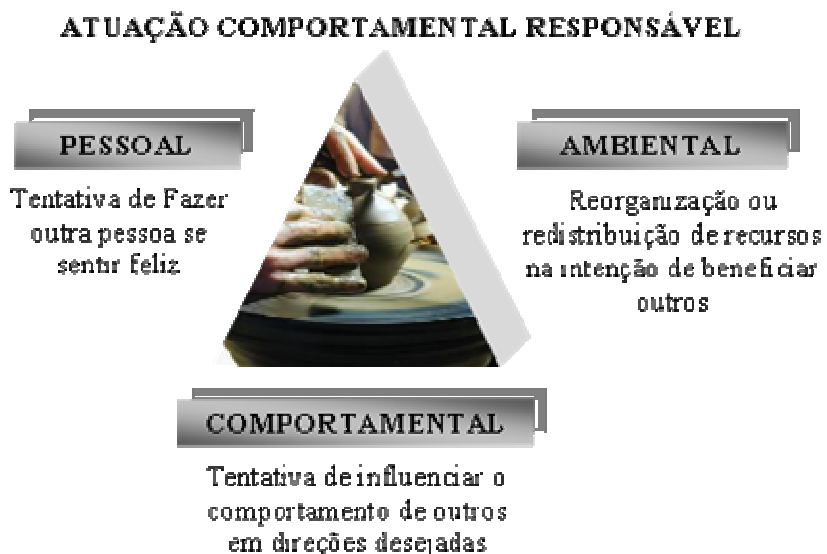 ATUAÇÃO COMPORTAMENTAL RESPONSÁVEL
PESSOAL
Tentativa de Fazer
outra pessoa se
sentir feliz
AMBIENTAL
Reorganização ou
redistribuição de recursos
na intenção de beneficiar
outros
COMPORTAMENTAL
Tentativa de influenciar o
comportamento de outros
em direções desejadas